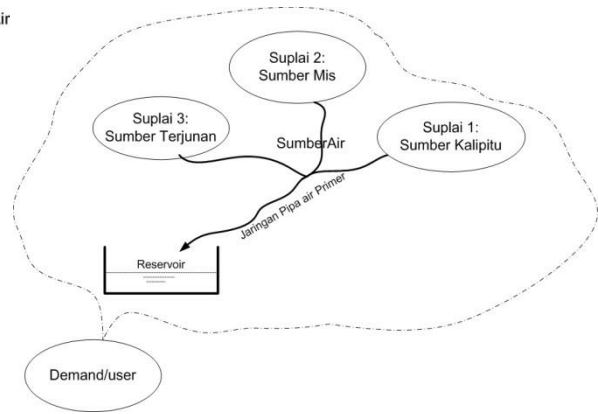 ir
Suplai 2:
Sumber Mis
Suplai 3:
Sumber Terjunan
SumberAir
Suplai 1:
Sumber Kalipitu
Jaringan Pipa air Primer
Reservoir
Demand/user